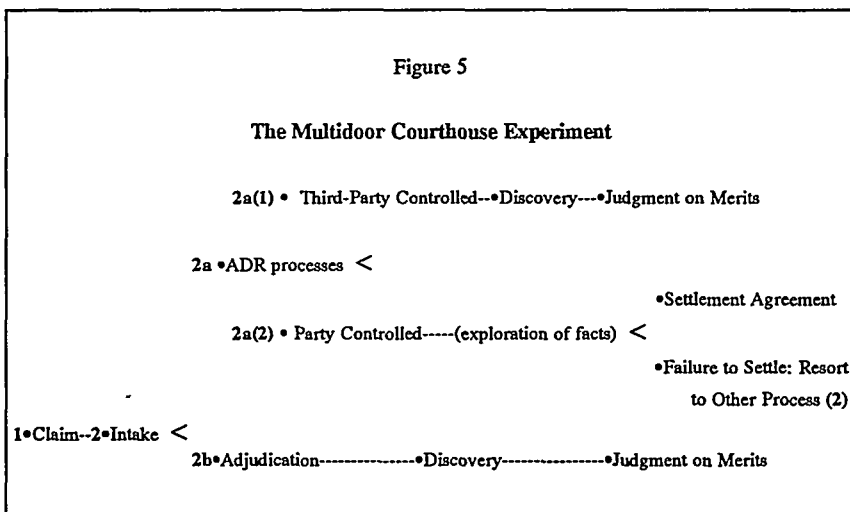 Figure 5
The Multidoor Courthouse Experiment
2a(1) • Third-Party Controlled--•Discovery---•Judgment on Merits
2a •ADR processes <
•Settlement Agreement
2a(2) • Party Controlled-----(exploration of facts) <
•Failure to Settle: Resort
to Other Process (2)
1•Claim--2•Intake <
2b•Adjudication---------------•Discovery----------------•Judgment on Merits